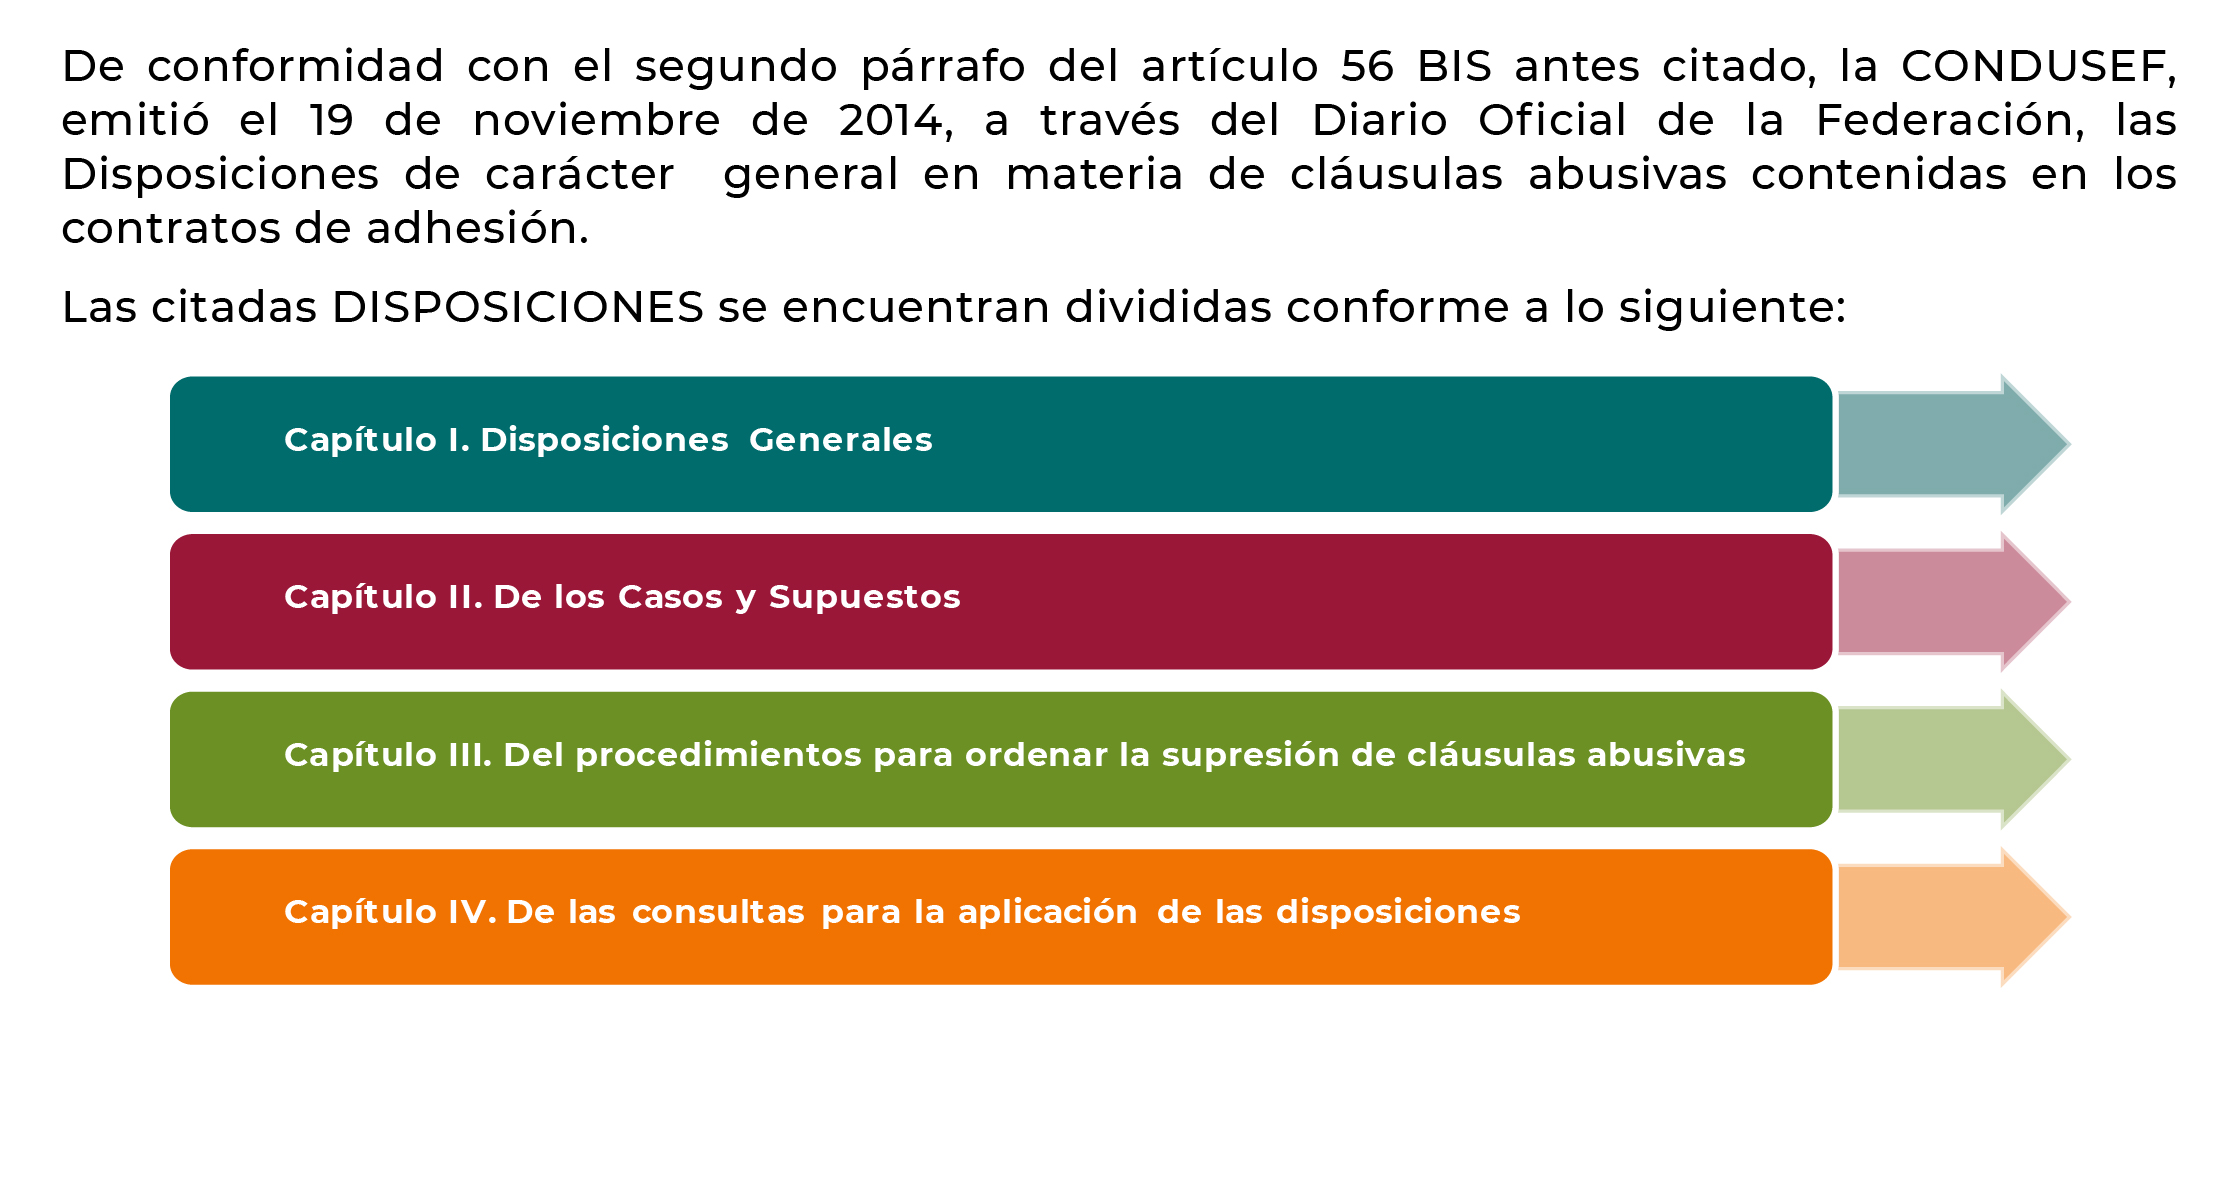 De conformidad con el segundo párrafo del artículo 56 BIS antes citado, la CONDUSEF,
emitió el 19 de noviembre de 2014, a través del Diario Oficial de la Federación, las
Disposiciones de carácter general en materia de cláusulas abusivas contenidas en los
contratos de adhesión.
Las citadas DISPOSICIONES se encuentran divididas conforme a lo siguiente:
Capítulo I. Disposiciones Generales
Capítulo II. De los Casos y Supuestos
Capítulo III. Del procedimientos para ordenar la supresión de cláusulas abusivas
Capítulo IV. De las consultas para la aplicación de las disposiciones